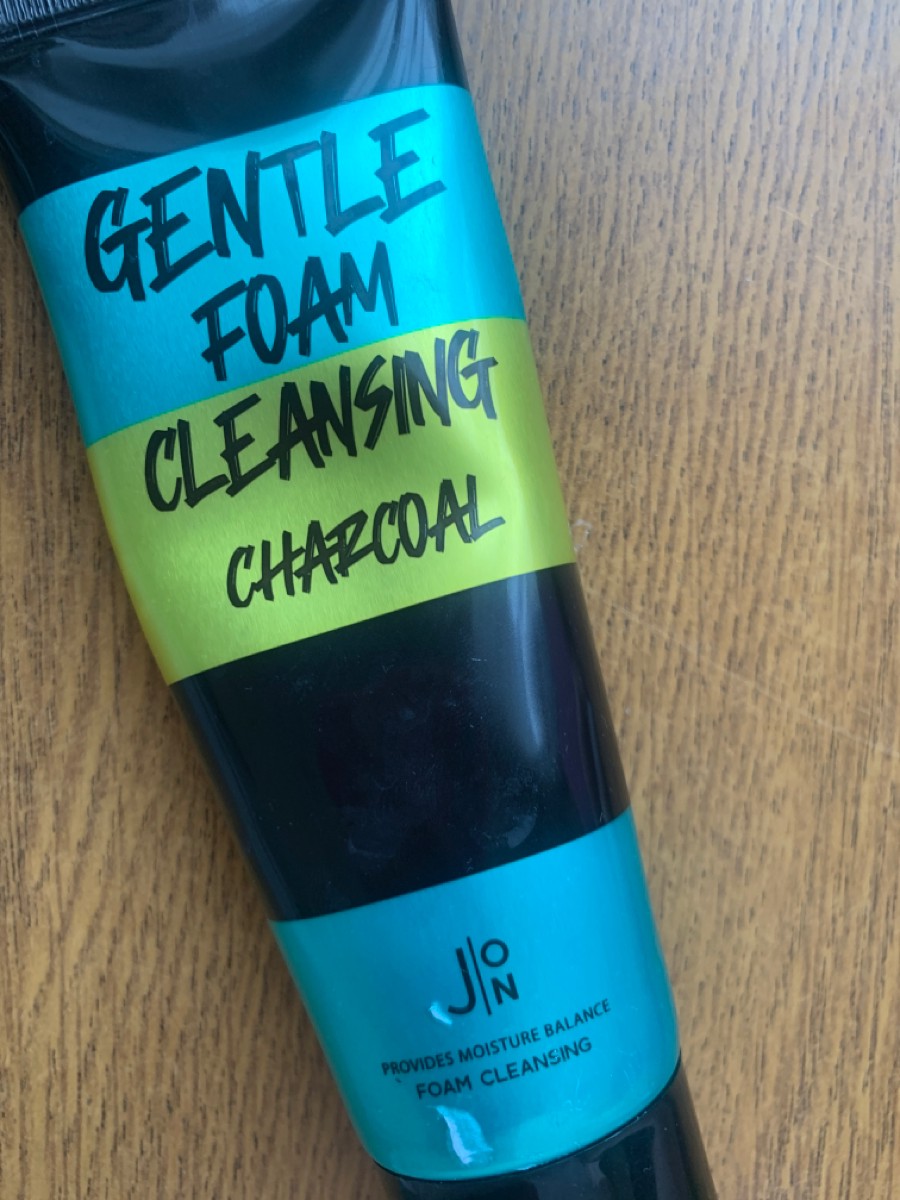 GENTLE
FOAM
CLEANSING
CHARCOAL
J|ON
PROVIDES MOISTURE BALANCE
FOAM CLEANSING